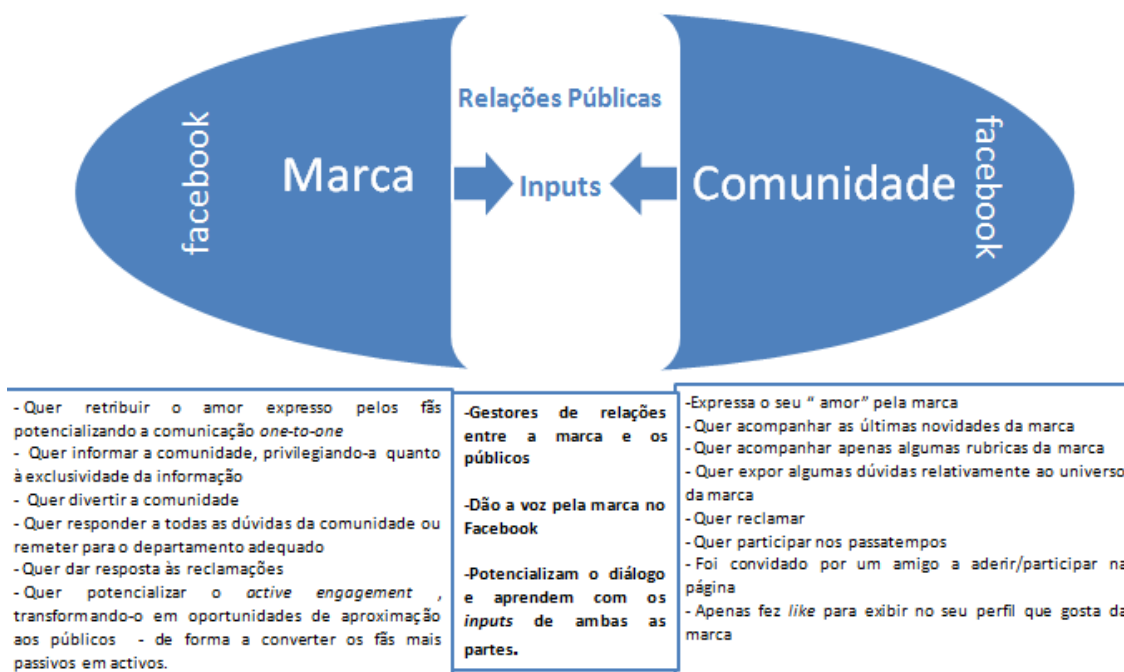 Relações Públicas
facebook
Marca
Inputs
Comunidade
facebook
- Quer retribuir o amor expresso pelos fãs
potencializando a comunicação one-to-one
- Quer informar a comunidade, privilegiando-a quanto
à exclusividade da informação
- Quer divertir a comunidade
- Quer responder a todas as dúvidas da comunidade ou
remeter para o departamento adequado
- Quer dar resposta às reclamações
- Quer potencializar o active engagement ,
transformando-o em oportunidades de aproximação
aos públicos - de forma a converter os fãs mais
passivos em activos.
-Gestores de relações
entre a marca e os
públicos
-Dão a voz pela marca no
Facebook
-Potencializam o diálogo
e aprendem com os
inputs de ambas as
partes.
-Expressa o seu “ amor” pela marca
- Quer acompanhar as últimas novidades da marca
- Quer acompanhar apenas algumas rubricas da marca
- Quer expor algumas dúvidas relativamente ao universo
da marca
- Quer reclamar
- Quer participar nos passatempos
- Foi convidado por um amigo a aderir/participar na
página
- Apenas fez like para exibir no seu perfil que gosta da
marca